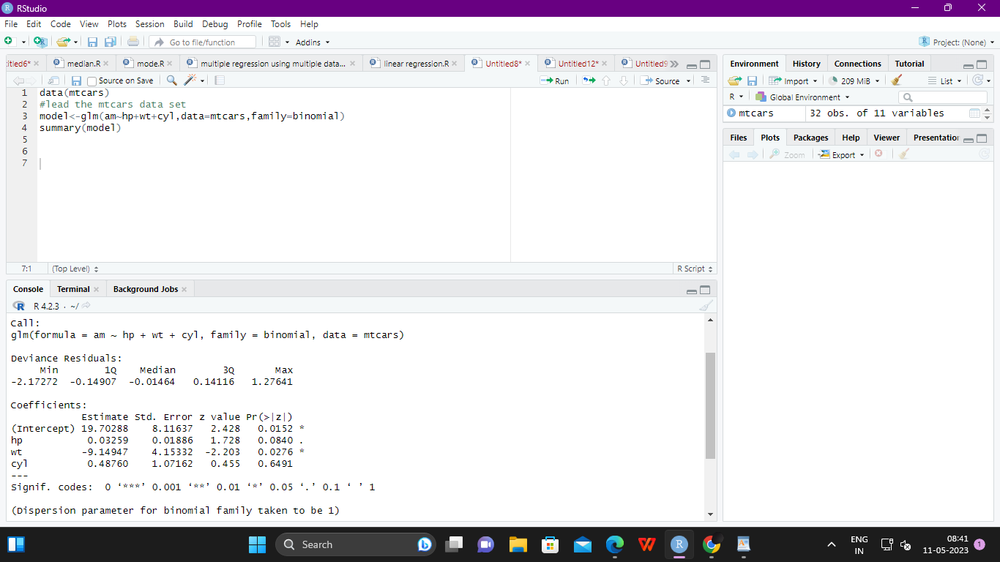 RStudio
File Edit Code View Plots Session Build Debug Profile Tools Help
Go to file/function Addins Project: (None)
:itled6* median.R mode.R multiple regression using multiple data... linear regression.R Untitled8* Untitled12* Untitled9
Source on Save Run Source
1 data(mtcars)
2 #lead the mtcars data set
3 model<-glm(am~hp+wt+cyl,data=mtcars,family=binomial)
4 summary(model)
5
6
7
7:1 (Top Level) R Script
Console Terminal Background Jobs
R 4.2.3 · ~/
Call:
glm(formula = am ~ hp + wt + cyl, family = binomial, data = mtcars)
Deviance Residuals:
Min 1Q Median 3Q Max
-2.17272 -0.14907 -0.01464 0.14116 1.27641
Coefficients:
Estimate Std. Error z value Pr(>|z|)
(Intercept) 19.70288 8.11637 2.428 0.0152 *
hp 0.03259 0.01886 1.728 0.0840 .
wt -9.14947 4.15332 -2.203 0.0276 *
cyl 0.48760 1.07162 0.455 0.6491
---
Signif. codes: 0 ‘***’ 0.001 ‘**’ 0.01 ‘*’ 0.05 ‘.’ 0.1 ‘ ’ 1
(Dispersion parameter for binomial family taken to be 1)
Environment History Connections Tutorial
Import 209 MiB List
R Global Environment
mtcars 32 obs. of 11 variables
Files Plots Packages Help Viewer Presentation
Zoom Export
Search
ENG
IN
08:41
11-05-2023
1